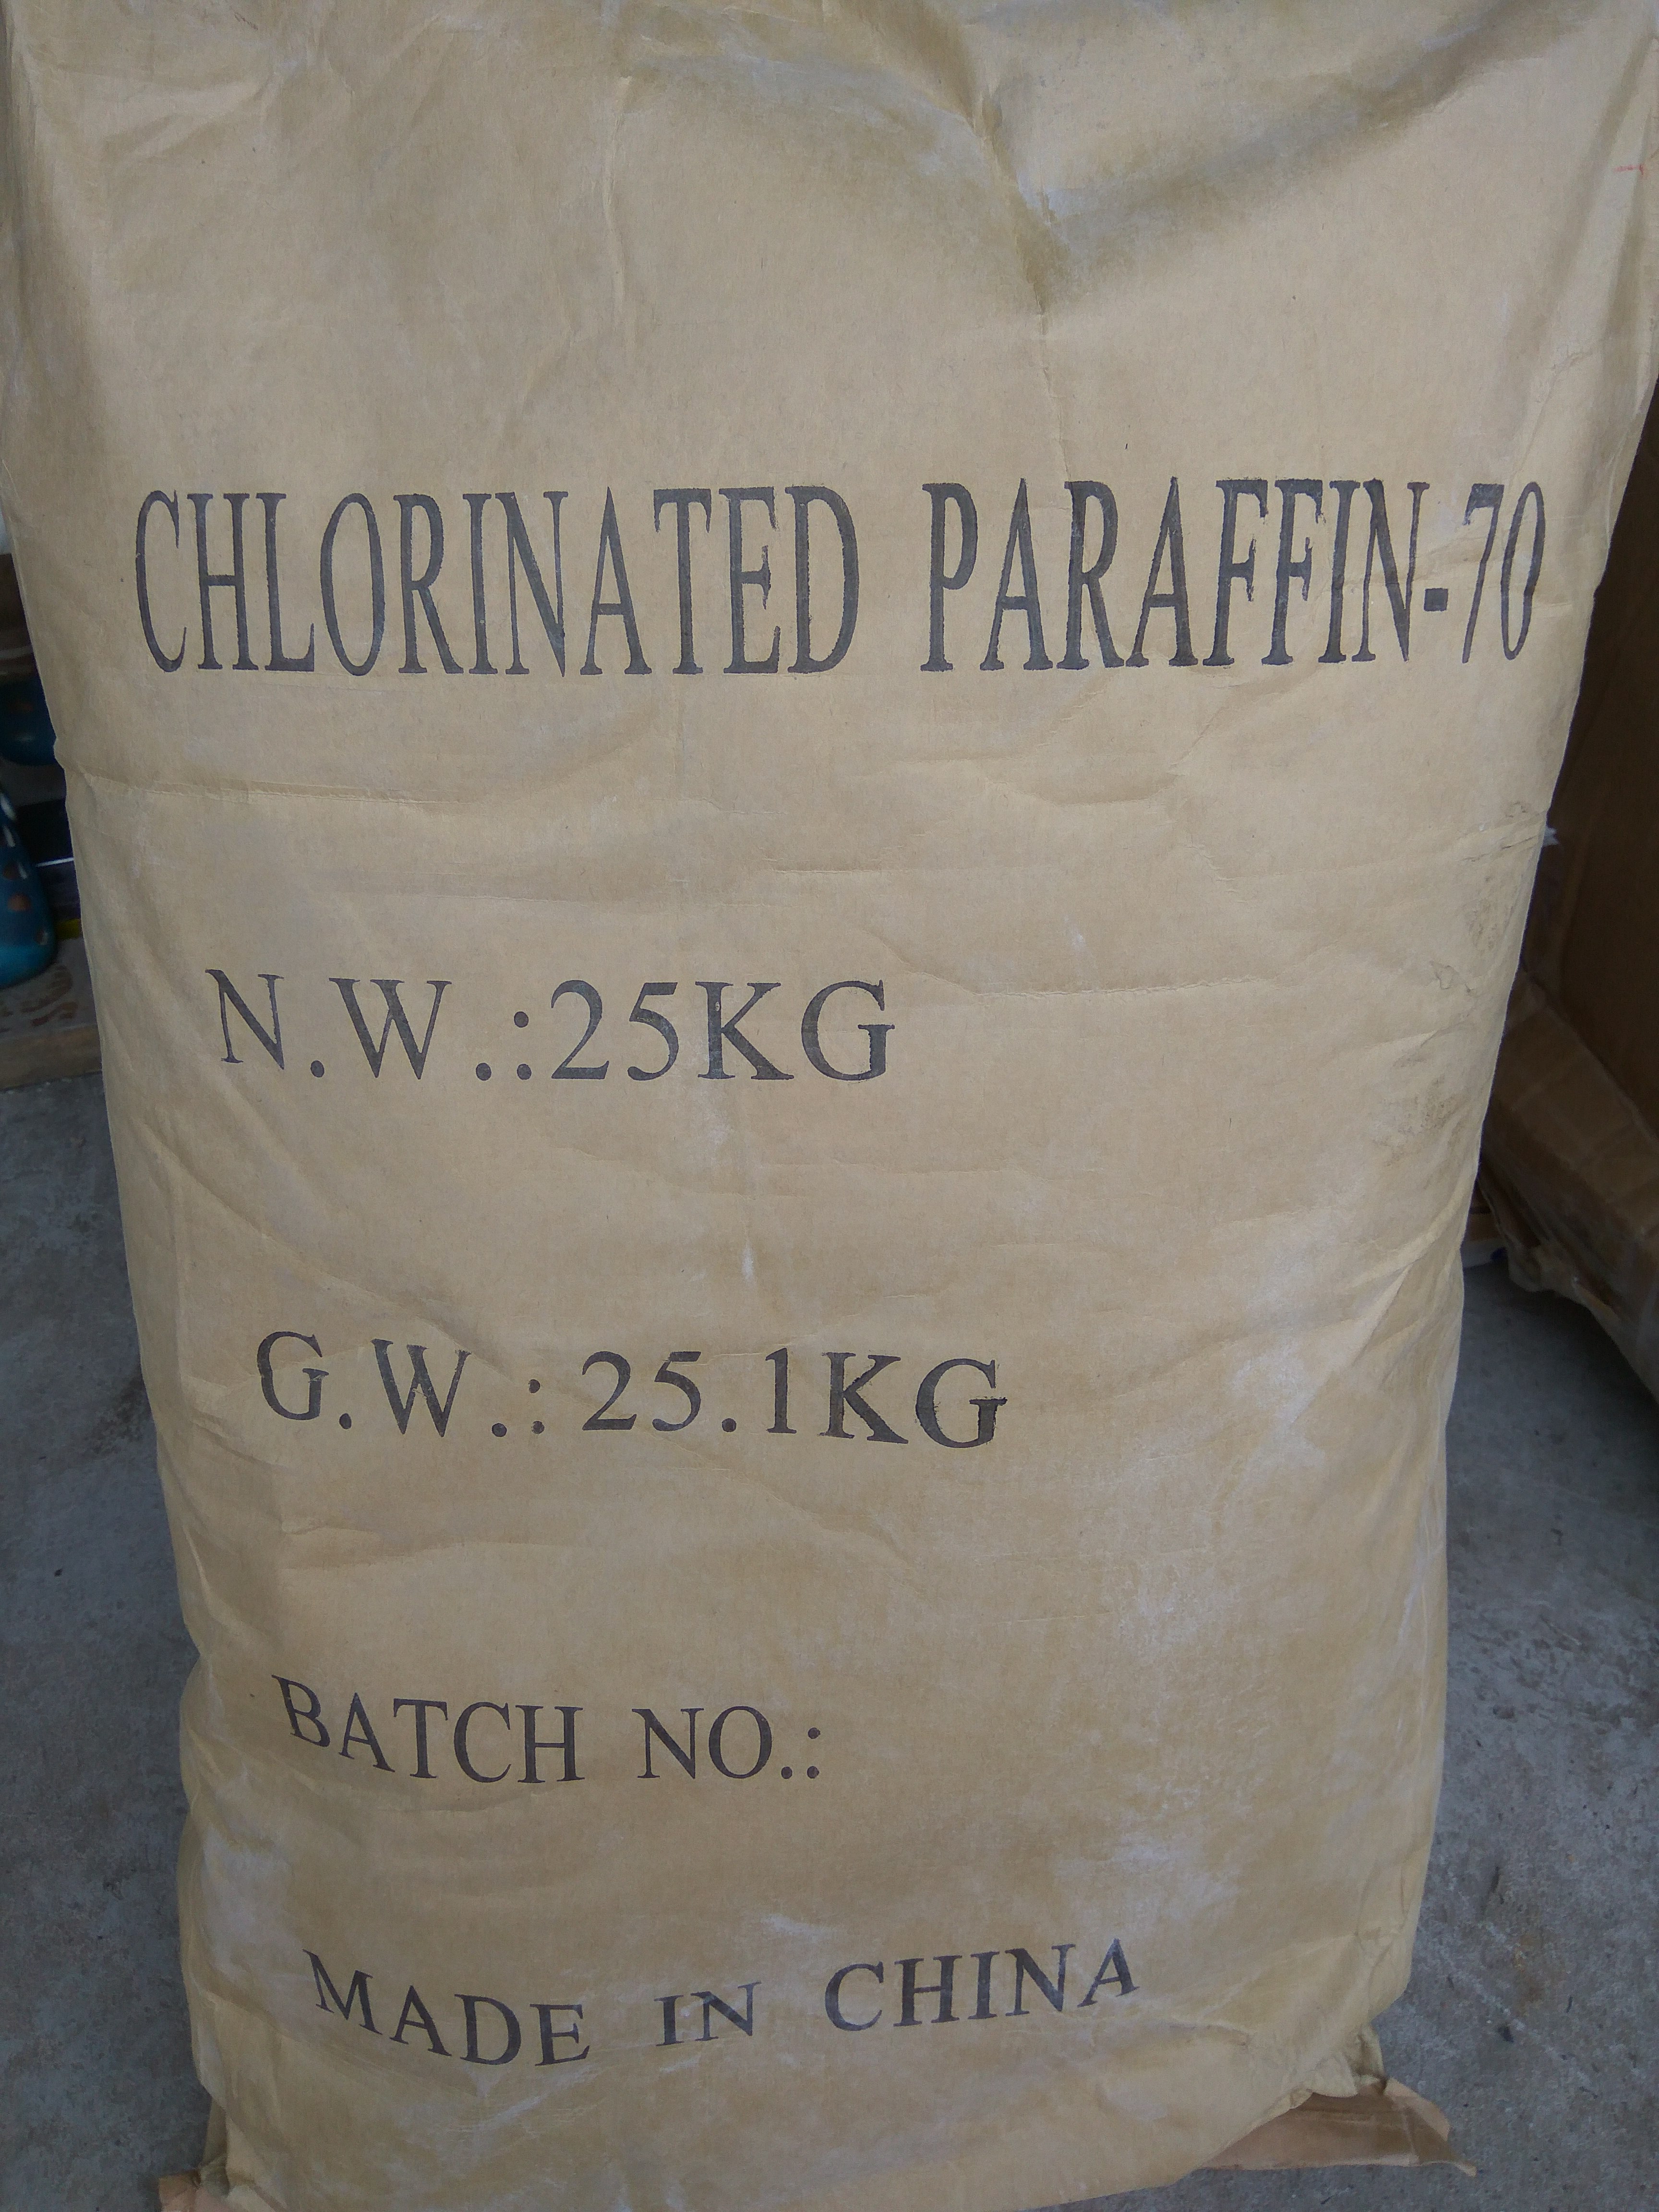 CHLORINATED PARAFFIN-70
N.W.:25KG
G.W.:25.1KG
BATCH NO.:
MADE IN CHINA